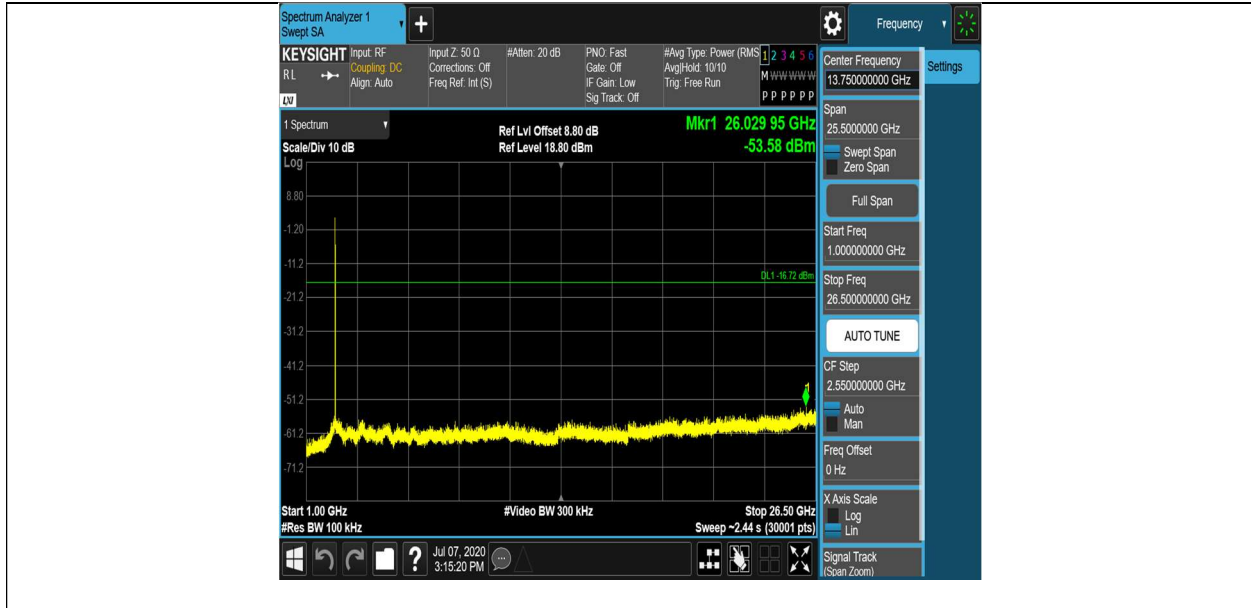 Spectrum Analyzer 1
Swept SA
+
Frequency
KEYSIGHT
RL
LXI
Input: RF
Coupling: DC
Align: Auto
Input Z: 50 Ω
Corrections: Off
Freq Ref: Int (S)
#Atten: 20 dB
PNO: Fast
Gate: Off
IF Gain: Low
Sig Track: Off
#Avg Type: Power (RMS
Avg|Hold: 10/10
Trig: Free Run
1 2 3 4 5 6
M W W W W W
P P P P P P
1 Spectrum
Scale/Div 10 dB
Ref Lvl Offset 8.80 dB
Ref Level 18.80 dBm
Mkr1 26.029 95 GHz
-53.58 dBm
Log
8.80
-1.20
-11.2
-21.2
-31.2
-41.2
-51.2
-61.2
-71.2
DL1 -16.72 dBm
1
Start 1.00 GHz
#Res BW 100 kHz
#Video BW 300 kHz
Stop 26.50 GHz
Sweep ~2.44 s (30001 pts)
?
Jul 07, 2020
3:15:20 PM
Center Frequency
13.750000000 GHz
Settings
Span
25.5000000 GHz
Swept Span
Zero Span
Full Span
Start Freq
1.000000000 GHz
Stop Freq
26.500000000 GHz
AUTO TUNE
CF Step
2.550000000 GHz
Auto
Man
Freq Offset
0 Hz
X Axis Scale
Log
Lin
Signal Track
(Span Zoom)